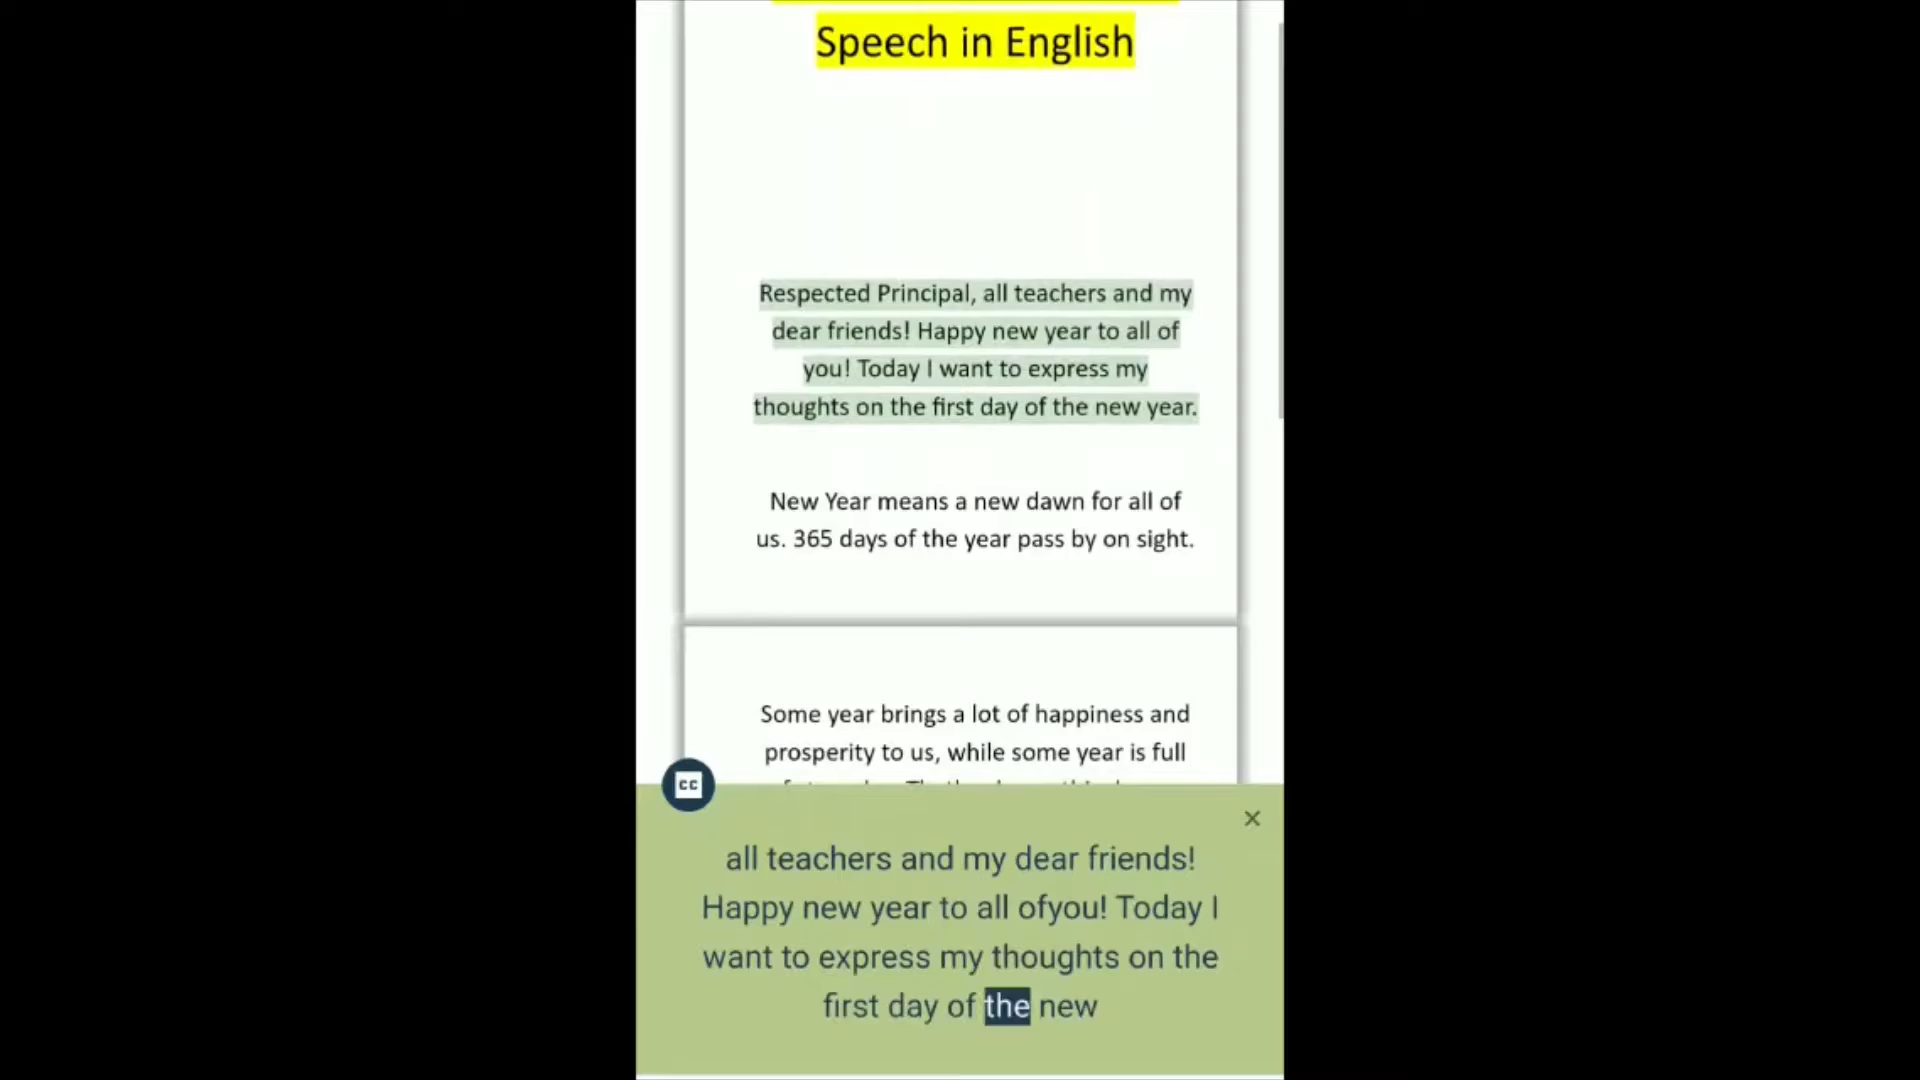 Speech in English
Respected Principal, all teachers and my
dear friends! Happy new year to all of
you! Today I want to express my
thoughts on the first day of the new year.
New Year means a new dawn for all of
us. 365 days of the year pass by on sight.
Some year brings a lot of happiness and
prosperity to us, while some year is full
CC
all teachers and my dear friends!
Happy new year to all ofyou! Today I
want to express my thoughts on the
first day of the new